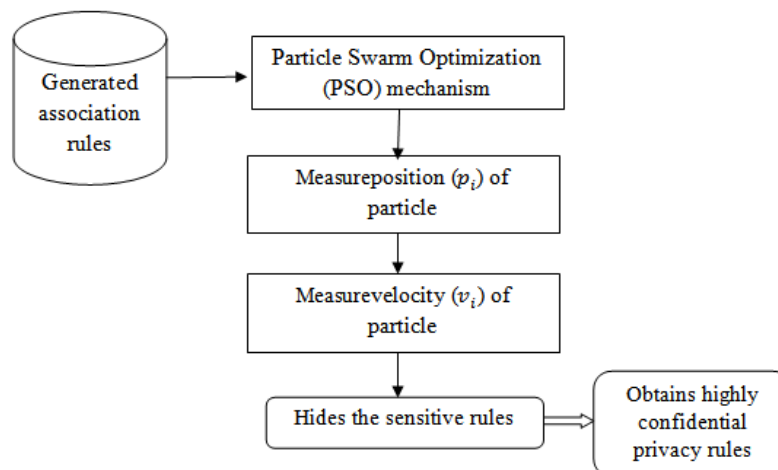 Generated
association
rules
Particle Swarm Optimization
(PSO) mechanism
Measureposition (pᵢ) of
particle
Measurevelocity (vᵢ) of
particle
Hides the sensitive rules
Obtains highly
confidential
privacy rules